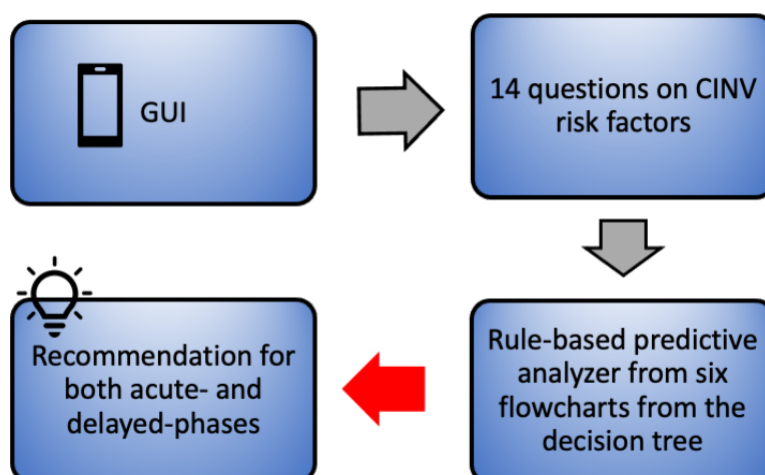 GUI
14 questions on CINV
risk factors
Rule-based predictive
analyzer from six
flowcharts from the
decision tree
Recommendation for
both acute- and
delayed-phases